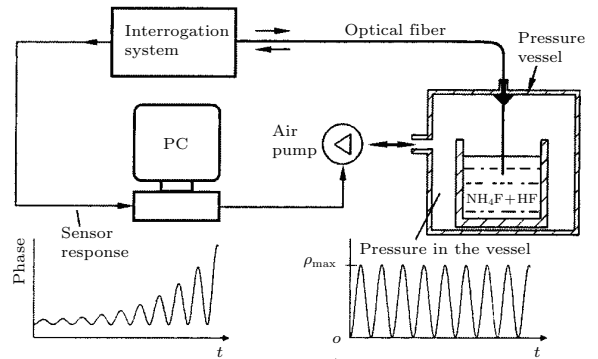 Interrogation
system
Optical fiber
Pressure
vessel
PC
Air
pump
NH₄F+HF
Sensor
response
Pressure in the vessel
Phase
t
ρmax
o
t